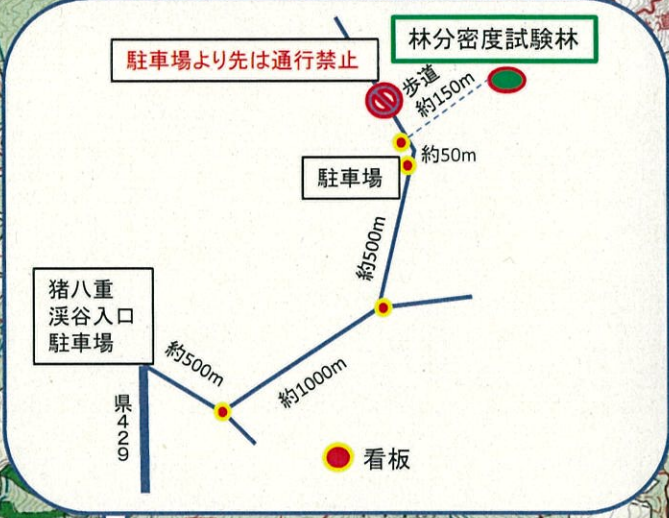 林分密度試験林
駐車場より先は通行禁止
歩道
約150m
約50m
駐車場
約500m
猪八重
渓谷入口
駐車場
約500m
約1000m
県429
看板